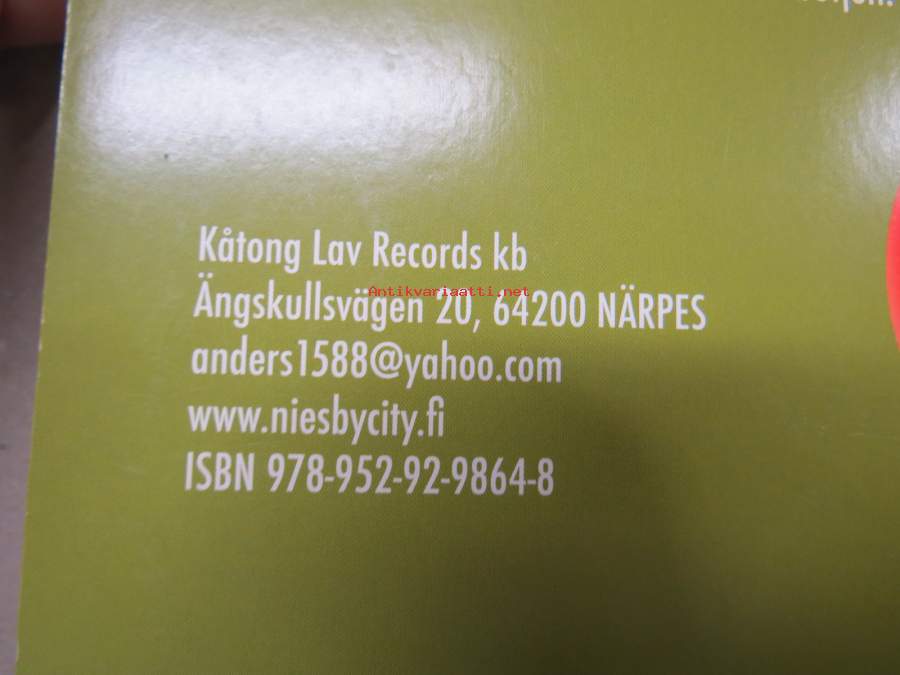 Kåtong Lav Records kb
Antikvariaatti.net
Ängskullsvägen 20, 64200 NÄRPES
anders1588@yahoo.com
www.niesbycity.fi
ISBN 978-952-92-9864-8